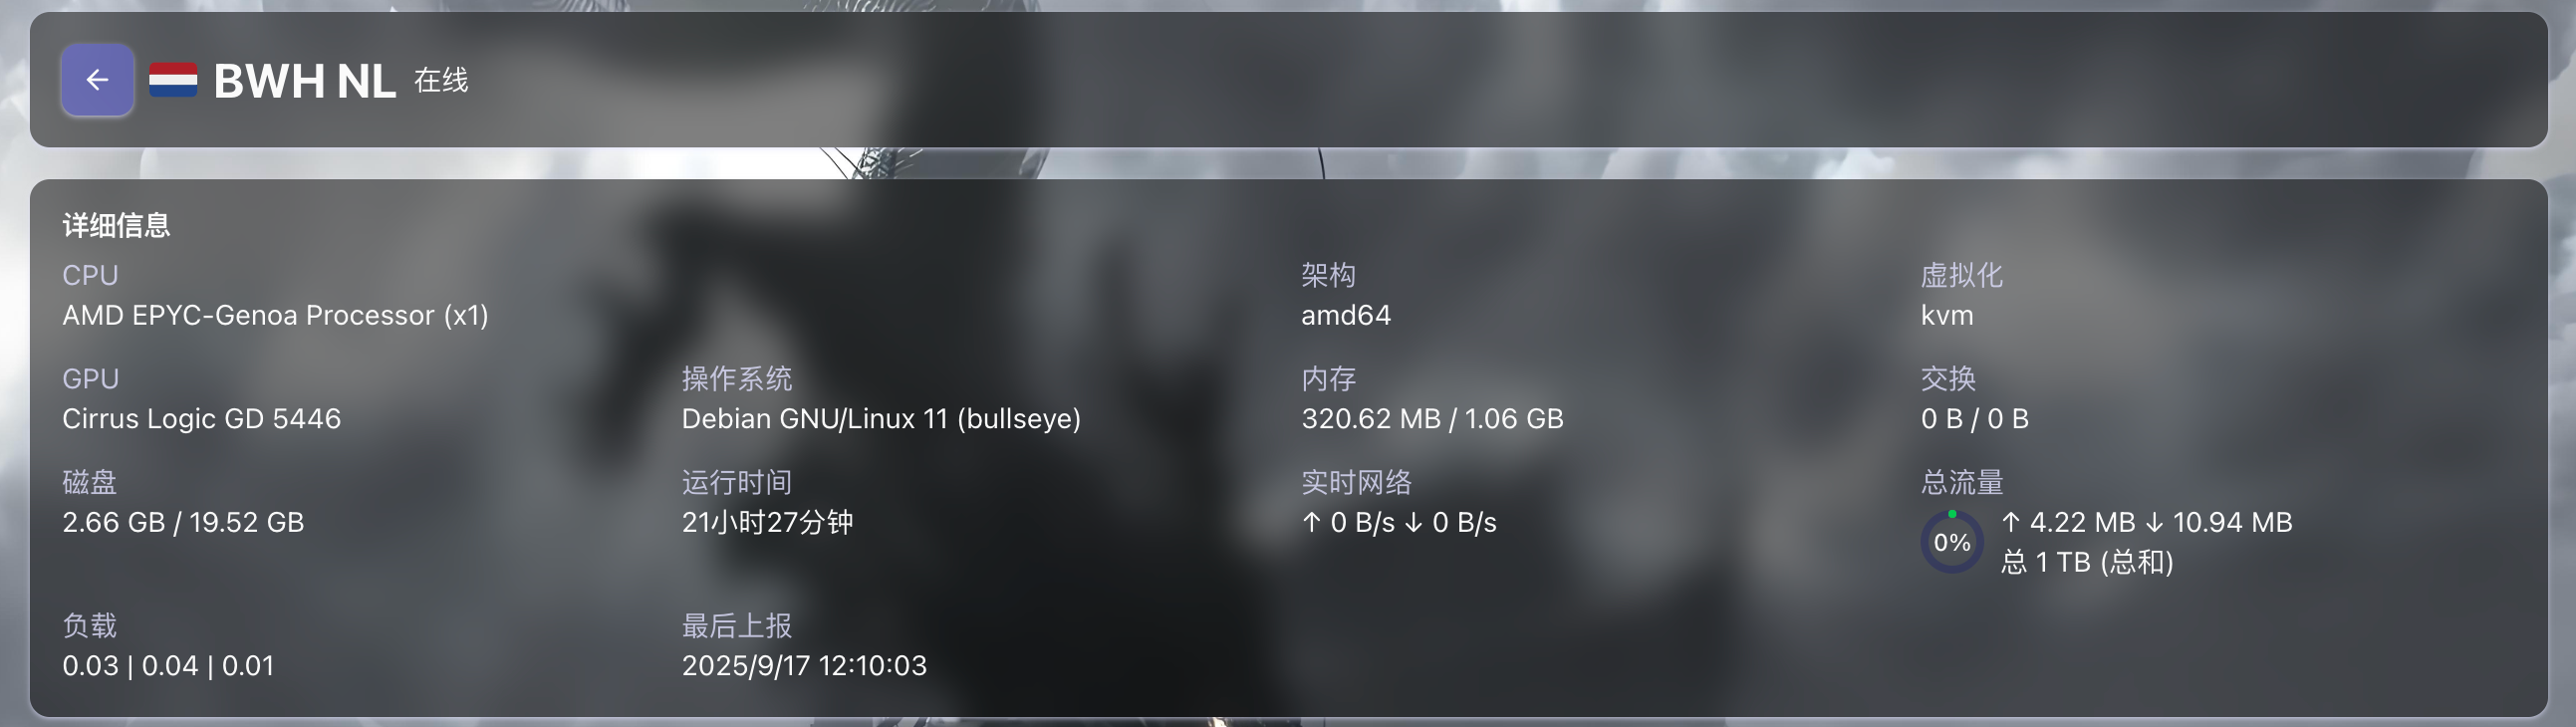 BWH NL 在线
详细信息
CPU
AMD EPYC-Genoa Processor (x1)
架构
amd64
虚拟化
kvm
GPU
Cirrus Logic GD 5446
操作系统
Debian GNU/Linux 11 (bullseye)
内存
320.62 MB / 1.06 GB
交换
0 B / 0 B
磁盘
2.66 GB / 19.52 GB
运行时间
21小时27分钟
实时网络
↑ 0 B/s ↓ 0 B/s
总流量
0%
↑ 4.22 MB ↓ 10.94 MB
总 1 TB (总和)
负载
0.03 | 0.04 | 0.01
最后上报
2025/9/17 12:10:03